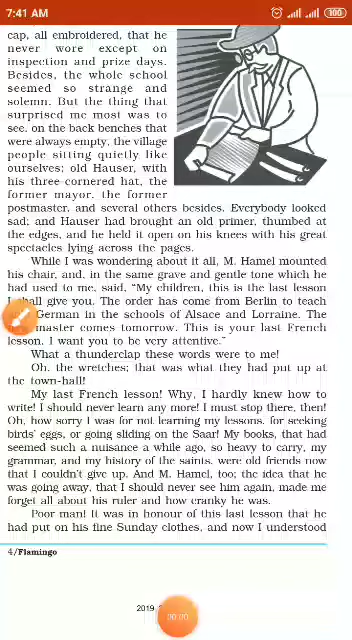 7:41 AM
100
cap, all embroidered, that he
never wore except on
inspection and prize days.
Besides, the whole school
seemed so strange and
solemn. But the thing that
surprised me most was to
see, on the back benches that
were always empty, the village
people sitting quietly like
ourselves; old Hauser, with
his three-cornered hat, the
former mayor, the former
postmaster, and several others besides. Everybody looked
sad; and Hauser had brought an old primer, thumbed at
the edges, and he held it open on his knees with his great
spectacles lying across the pages.
While I was wondering about it all, M. Hamel mounted
his chair, and, in the same grave and gentle tone which he
had used to me, said, “My children, this is the last lesson
I shall give you. The order has come from Berlin to teach
German in the schools of Alsace and Lorraine. The
master comes tomorrow. This is your last French
lesson. I want you to be very attentive.”
What a thunderclap these words were to me!
Oh, the wretches; that was what they had put up at
the town-hall!
My last French lesson! Why, I hardly knew how to
write! I should never learn any more! I must stop there, then!
Oh, how sorry I was for not learning my lessons, for seeking
birds’ eggs, or going sliding on the Saar! My books, that had
seemed such a nuisance a while ago, so heavy to carry, my
grammar, and my history of the saints, were old friends now
that I couldn’t give up. And M. Hamel, too; the idea that he
was going away, that I should never see him again, made me
forget all about his ruler and how cranky he was.
Poor man! It was in honour of this last lesson that he
had put on his fine Sunday clothes, and now I understood
4/Flamingo
2019
00:00